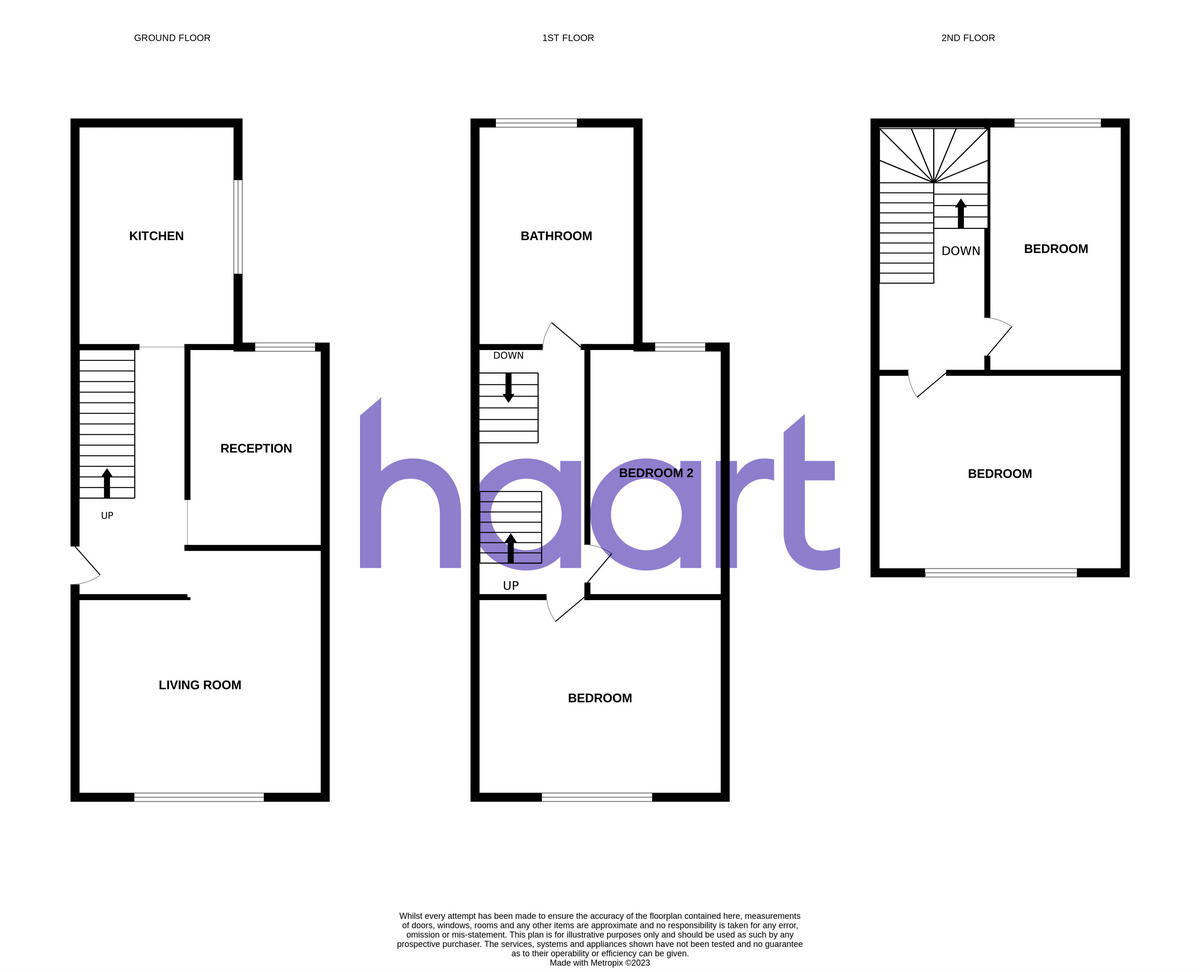 GROUND FLOOR
1ST FLOOR
2ND FLOOR
KITCHEN
RECEPTION
UP
LIVING ROOM
BATHROOM
DOWN
BEDROOM 2
UP
BEDROOM
DOWN
BEDROOM
BEDROOM
haart
Whilst every attempt has been made to ensure the accuracy of the floorplan contained here, measurements
of doors, windows, rooms and any other items are approximate and no responsibility is taken for any error,
omission or mis-statement. This plan is for illustrative purposes only and should be used as such by any
prospective purchaser. The services, systems and appliances shown have not been tested and no guarantee
as to their operability or efficiency can be given.
Made with Metropix ©2023